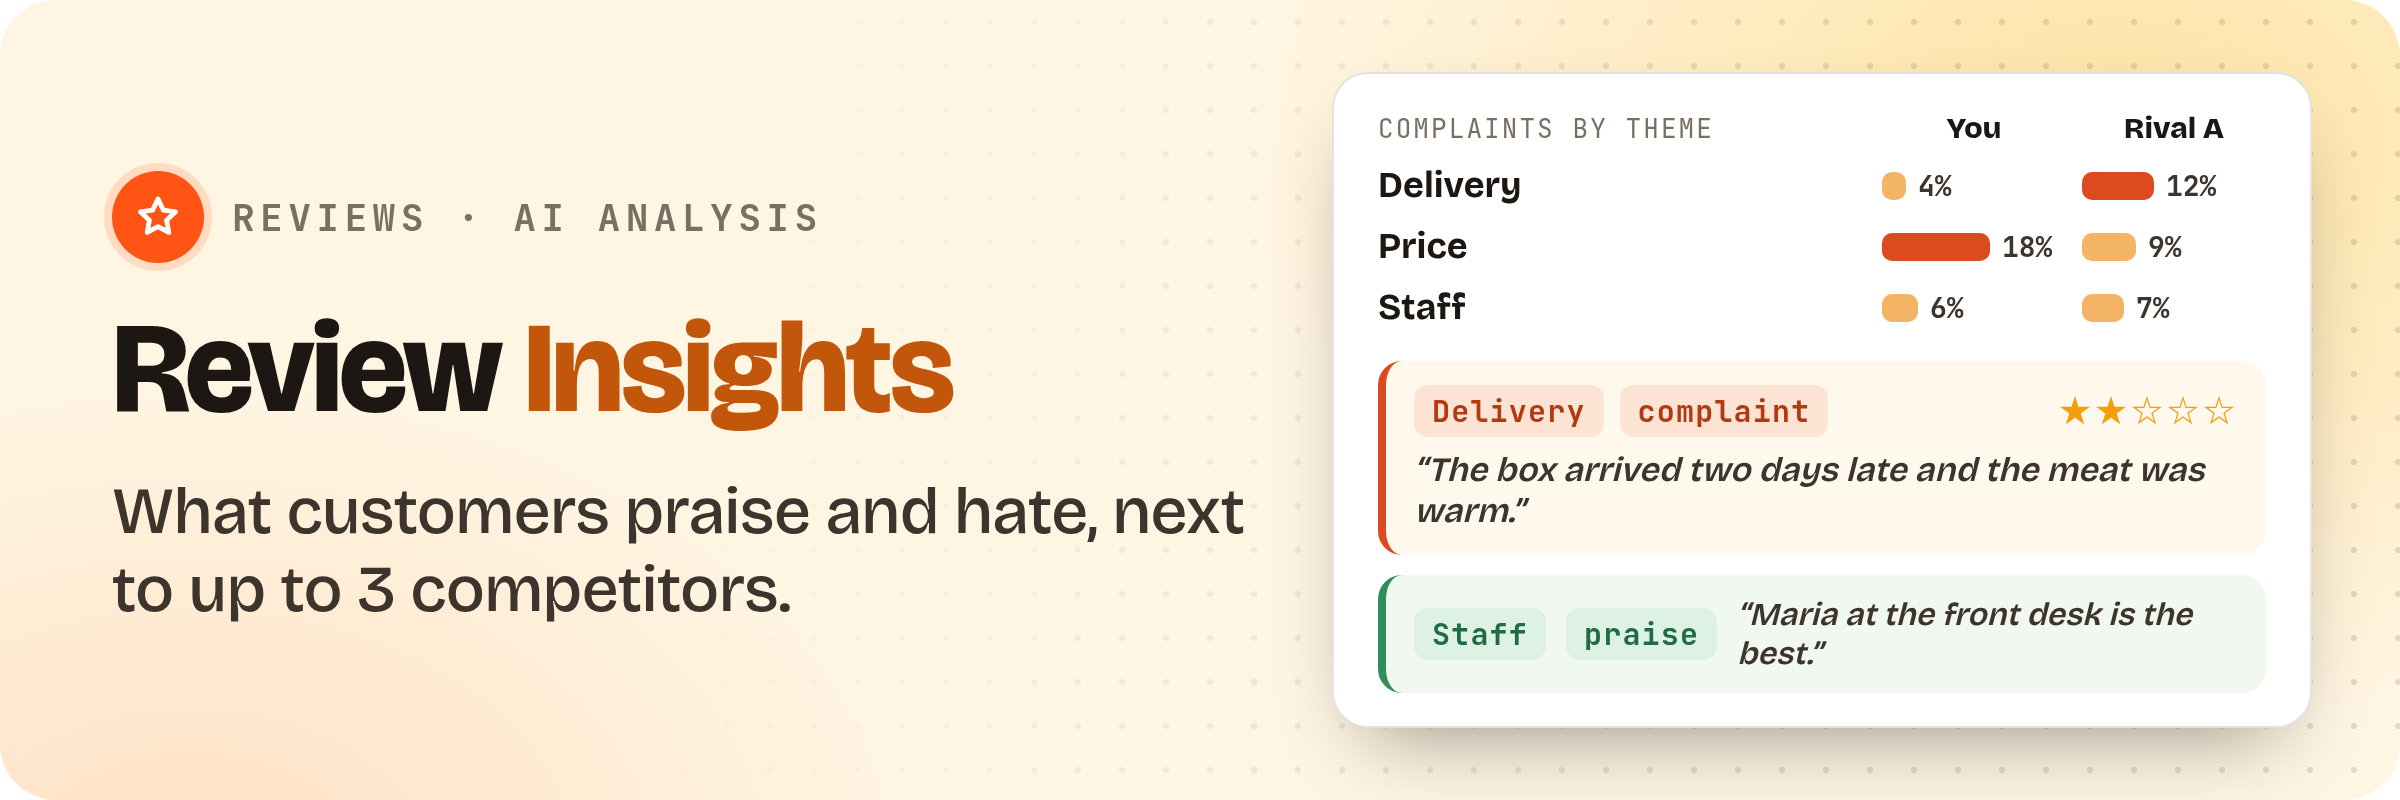 REVIEWS · AI ANALYSIS
Review Insights
What customers praise and hate, next
to up to 3 competitors.
COMPLAINTS BY THEME You Rival A
Delivery 4% 12%
Price 18% 9%
Staff 6% 7%
Delivery complaint ★★☆☆☆
“The box arrived two days late and the meat was
warm.”
Staff praise “Maria at the front desk is the
best.”